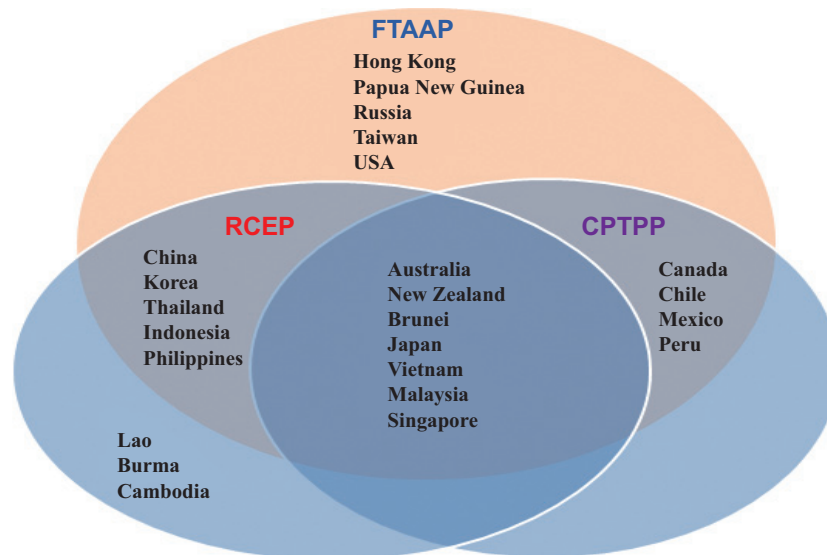 FTAAP
Hong Kong
Papua New Guinea
Russia
Taiwan
USA
RCEP
China
Korea
Thailand
Indonesia
Philippines
Lao
Burma
Cambodia
Australia
New Zealand
Brunei
Japan
Vietnam
Malaysia
Singapore
CPTPP
Canada
Chile
Mexico
Peru